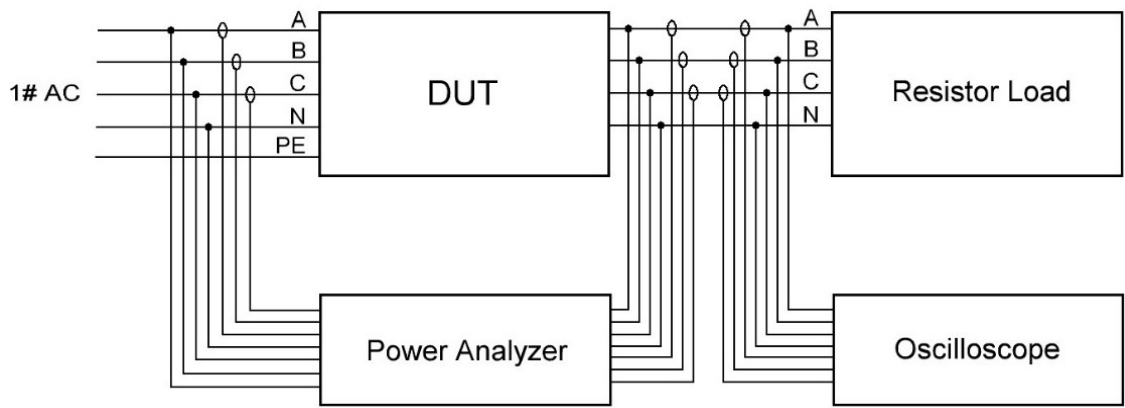 A
B
C
N
PE
1# AC
DUT
A
B
C
N
Resistor Load
Power Analyzer
Oscilloscope